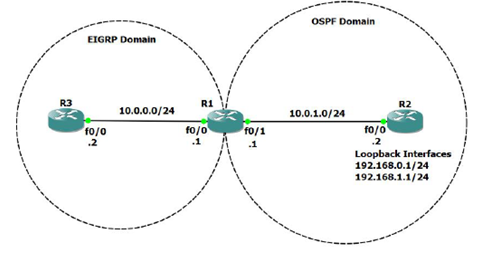 EIGRP Domain
OSPF Domain
R3
10.0.0.0/24
R1
10.0.1.0/24
R2
f0/0
.2
f0/0
.1
f0/1
.1
f0/0
.2
Loopback Interfaces
192.168.0.1/24
192.168.1.1/24